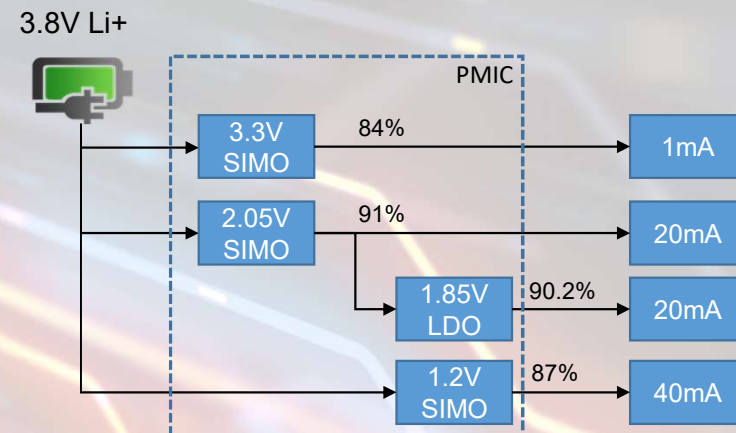 3.8V Li+
PMIC
3.3V
SIMO
84%
1mA
2.05V
SIMO
91%
20mA
1.85V
LDO
90.2%
20mA
1.2V
SIMO
87%
40mA